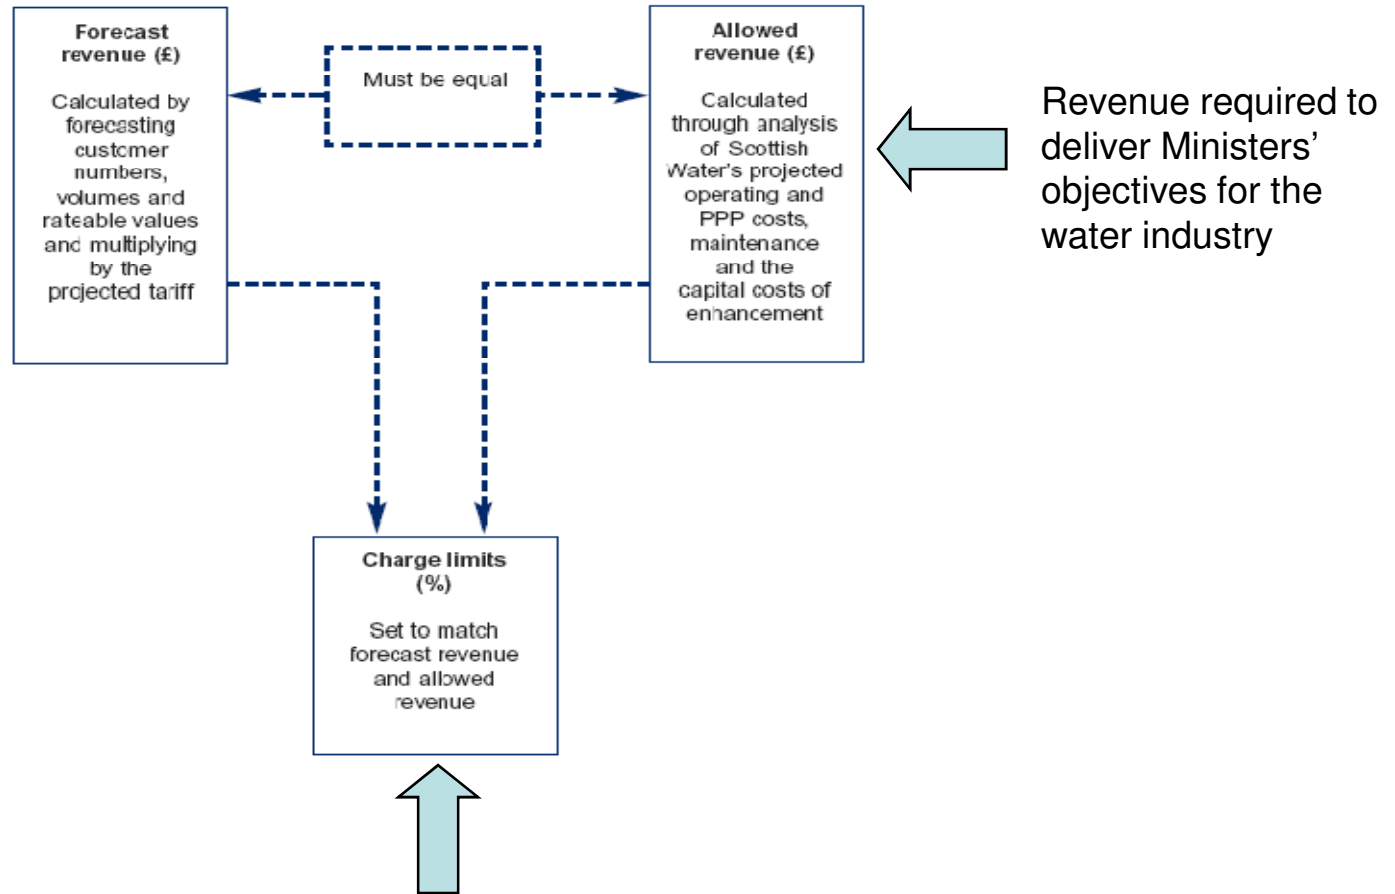 Forecast
revenue (£)
Calculated by
forecasting
customer
numbers,
volumes and
rateable values
and multiplying
by the
projected tariff
Must be equal
Allowed
revenue (£)
Calculated
through analysis
of Scottish
Water's projected
operating and
PPP costs,
maintenance
and the
capital costs of
enhancement
Revenue required to
deliver Ministers’
objectives for the
water industry
Charge limits
(%)
Set to match
forecast revenue
and allowed
revenue